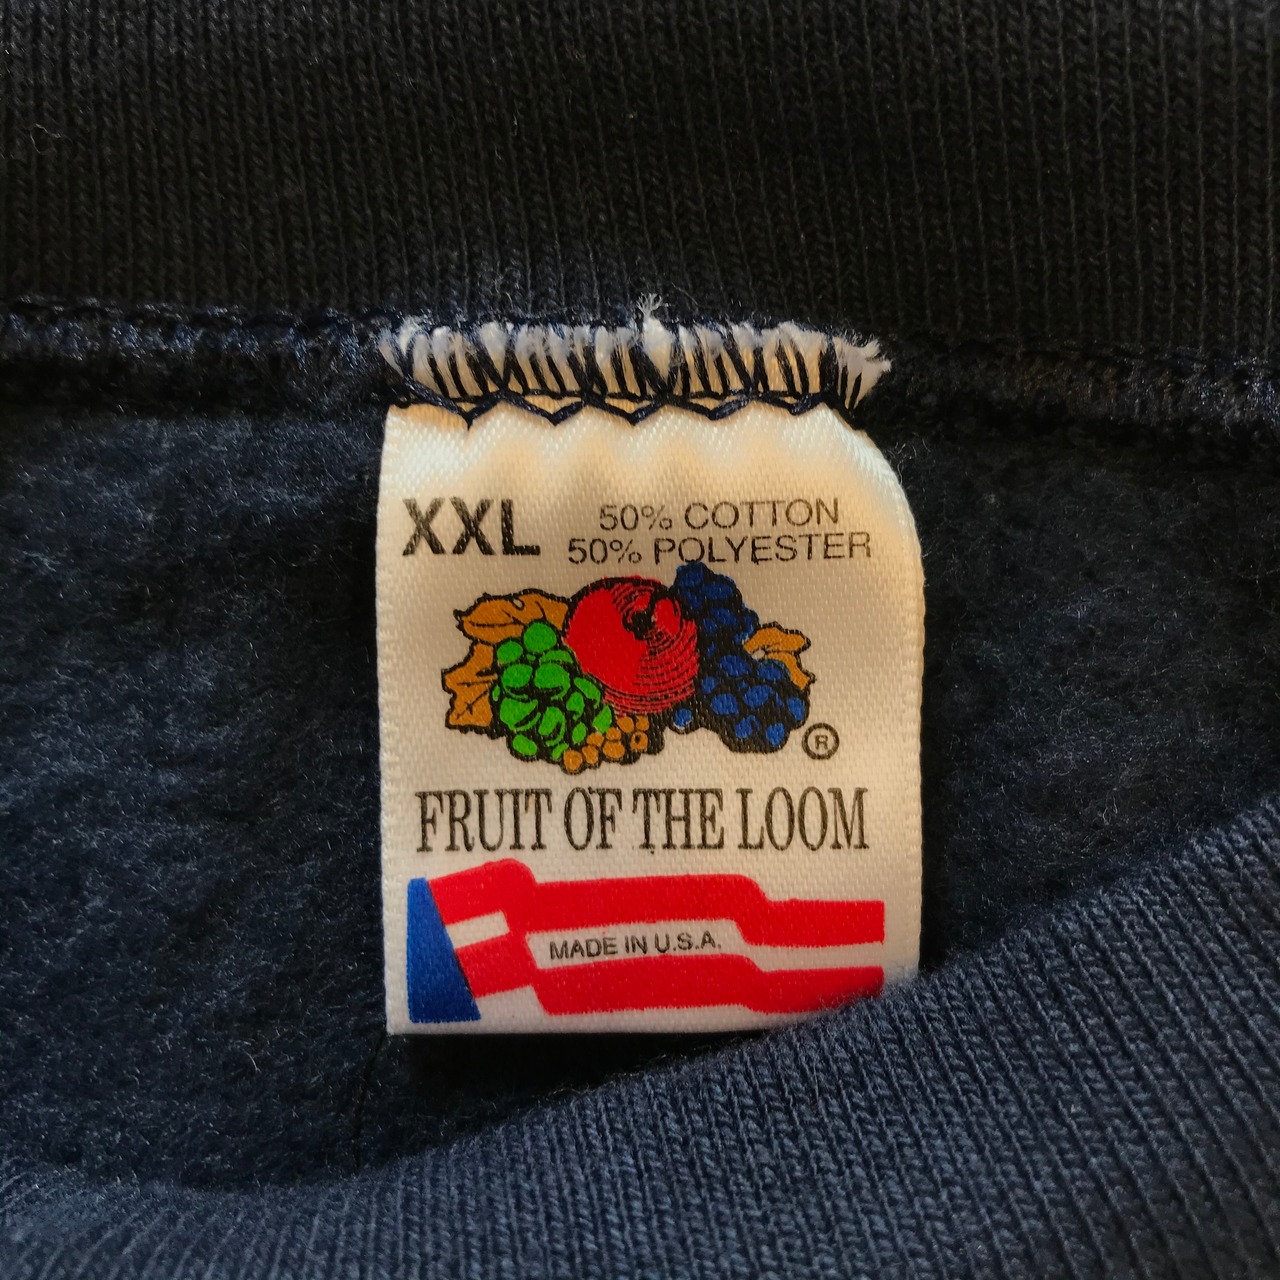 XXL
50% COTTON
50% POLYESTER
®
FRUIT OF THE LOOM
MADE IN U.S.A.